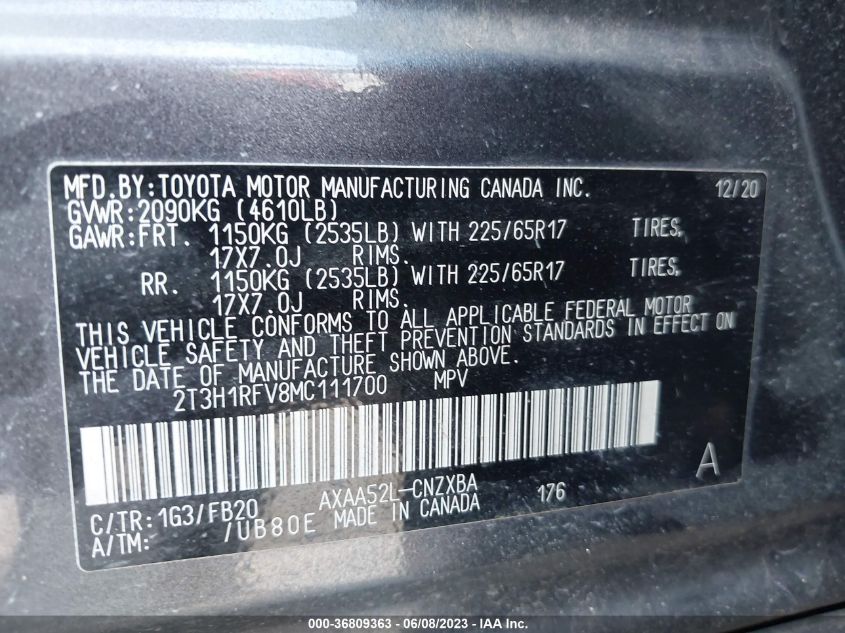 MFD.BY:TOYOTA MOTOR MANUFACTURING CANADA INC. 12/20
GVWR:2090KG (4610LB)
GAWR:FRT. 1150KG (2535LB) WITH 225/65R17 TIRES,
17X7.0J RIMS.
RR. 1150KG (2535LB) WITH 225/65R17 TIRES,
17X7.0J RIMS.
THIS VEHICLE CONFORMS TO ALL APPLICABLE FEDERAL MOTOR
VEHICLE SAFETY AND THEFT PREVENTION STANDARDS IN EFFECT ON
THE DATE OF MANUFACTURE SHOWN ABOVE.
2T3H1RFV8MC111700 MPV
A
C/TR:1G3/FB20 AXAA52L-CNZXBA 176
A/TM: /UB80E MADE IN CANADA
000-36809363 - 06/08/2023 - IAA Inc.